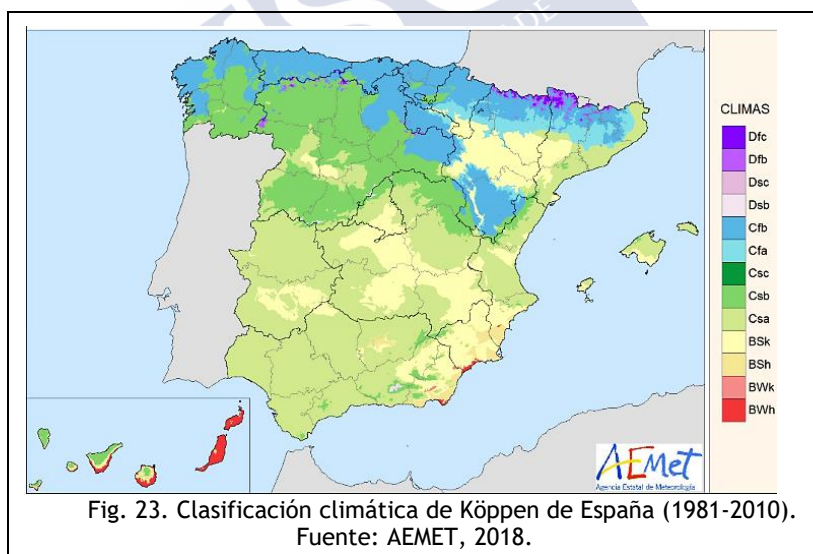 DE
CLIMAS
Dfc
Dfb
Dsc
Dsb
Cfb
Cfa
Csc
Csb
Csa
BSk
BSh
BWk
BWh
AEMet
Agencia Estatal de Meteorología
Fig. 23. Clasificación climática de Köppen de España (1981-2010).
Fuente: AEMET, 2018.